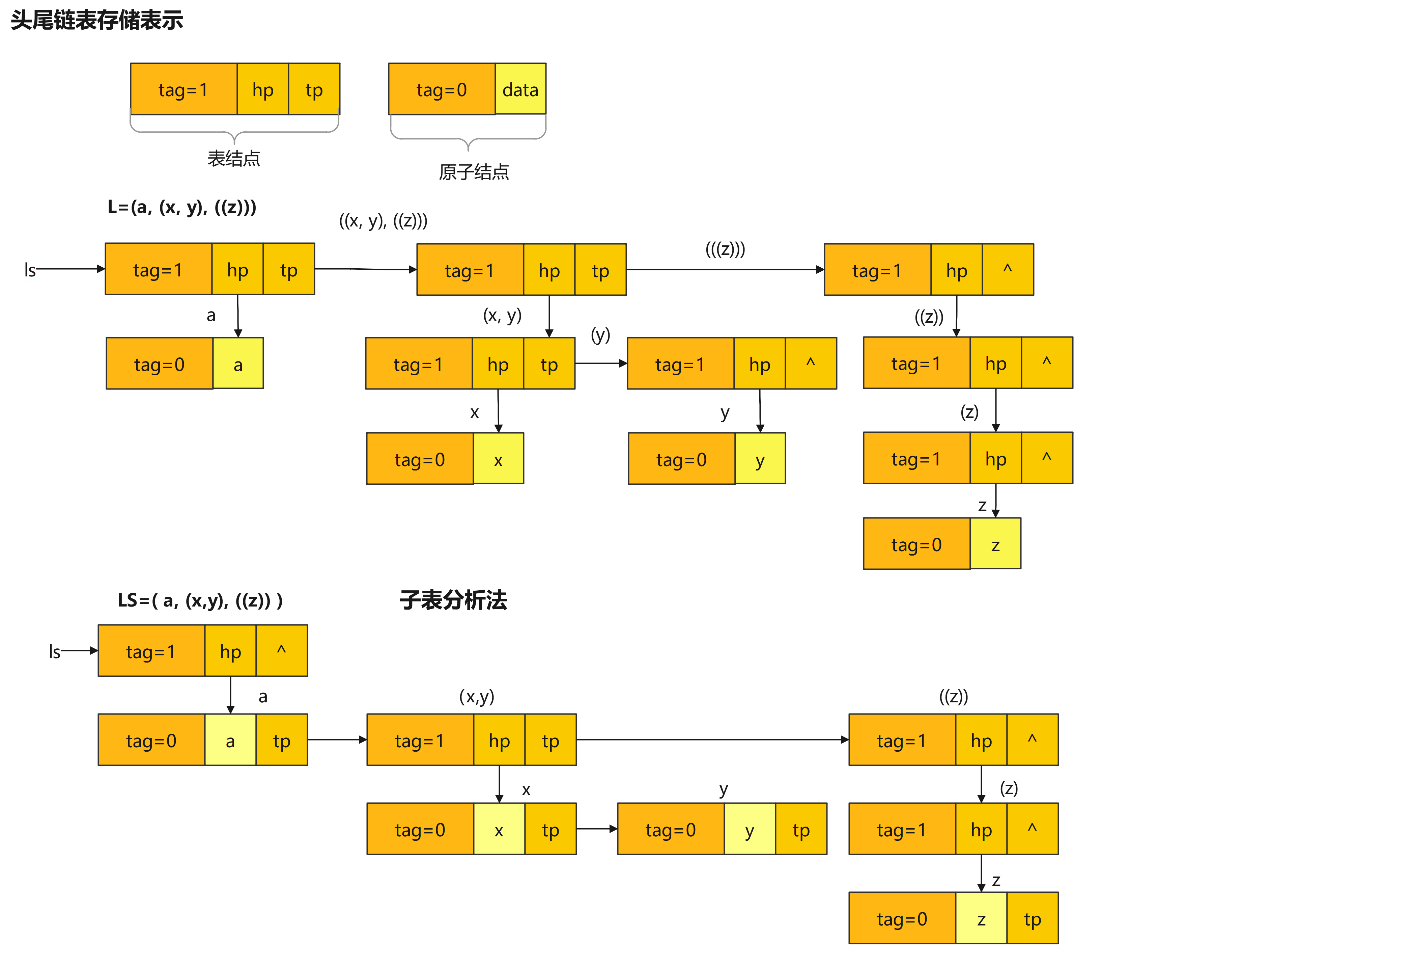 头尾链表存储表示
tag=1 hp tp
tag=0 data
表结点
原子结点
L=(a, (x, y), ((z)))
((x, y), ((z)))
(((z)))
ls tag=1 hp tp
tag=1 hp tp
tag=1 hp ^
a
(x, y)
(y)
((z))
tag=0 a
tag=1 hp tp
tag=1 hp ^
tag=1 hp ^
x
y
(z)
tag=0 x
tag=0 y
tag=1 hp ^
z
tag=0 z
LS=( a, (x,y), ((z)) )
子表分析法
ls tag=1 hp ^
a
(x,y)
((z))
tag=0 a tp
tag=1 hp tp
tag=1 hp ^
x
y
(z)
tag=0 x tp
tag=0 y tp
tag=1 hp ^
z
tag=0 z tp